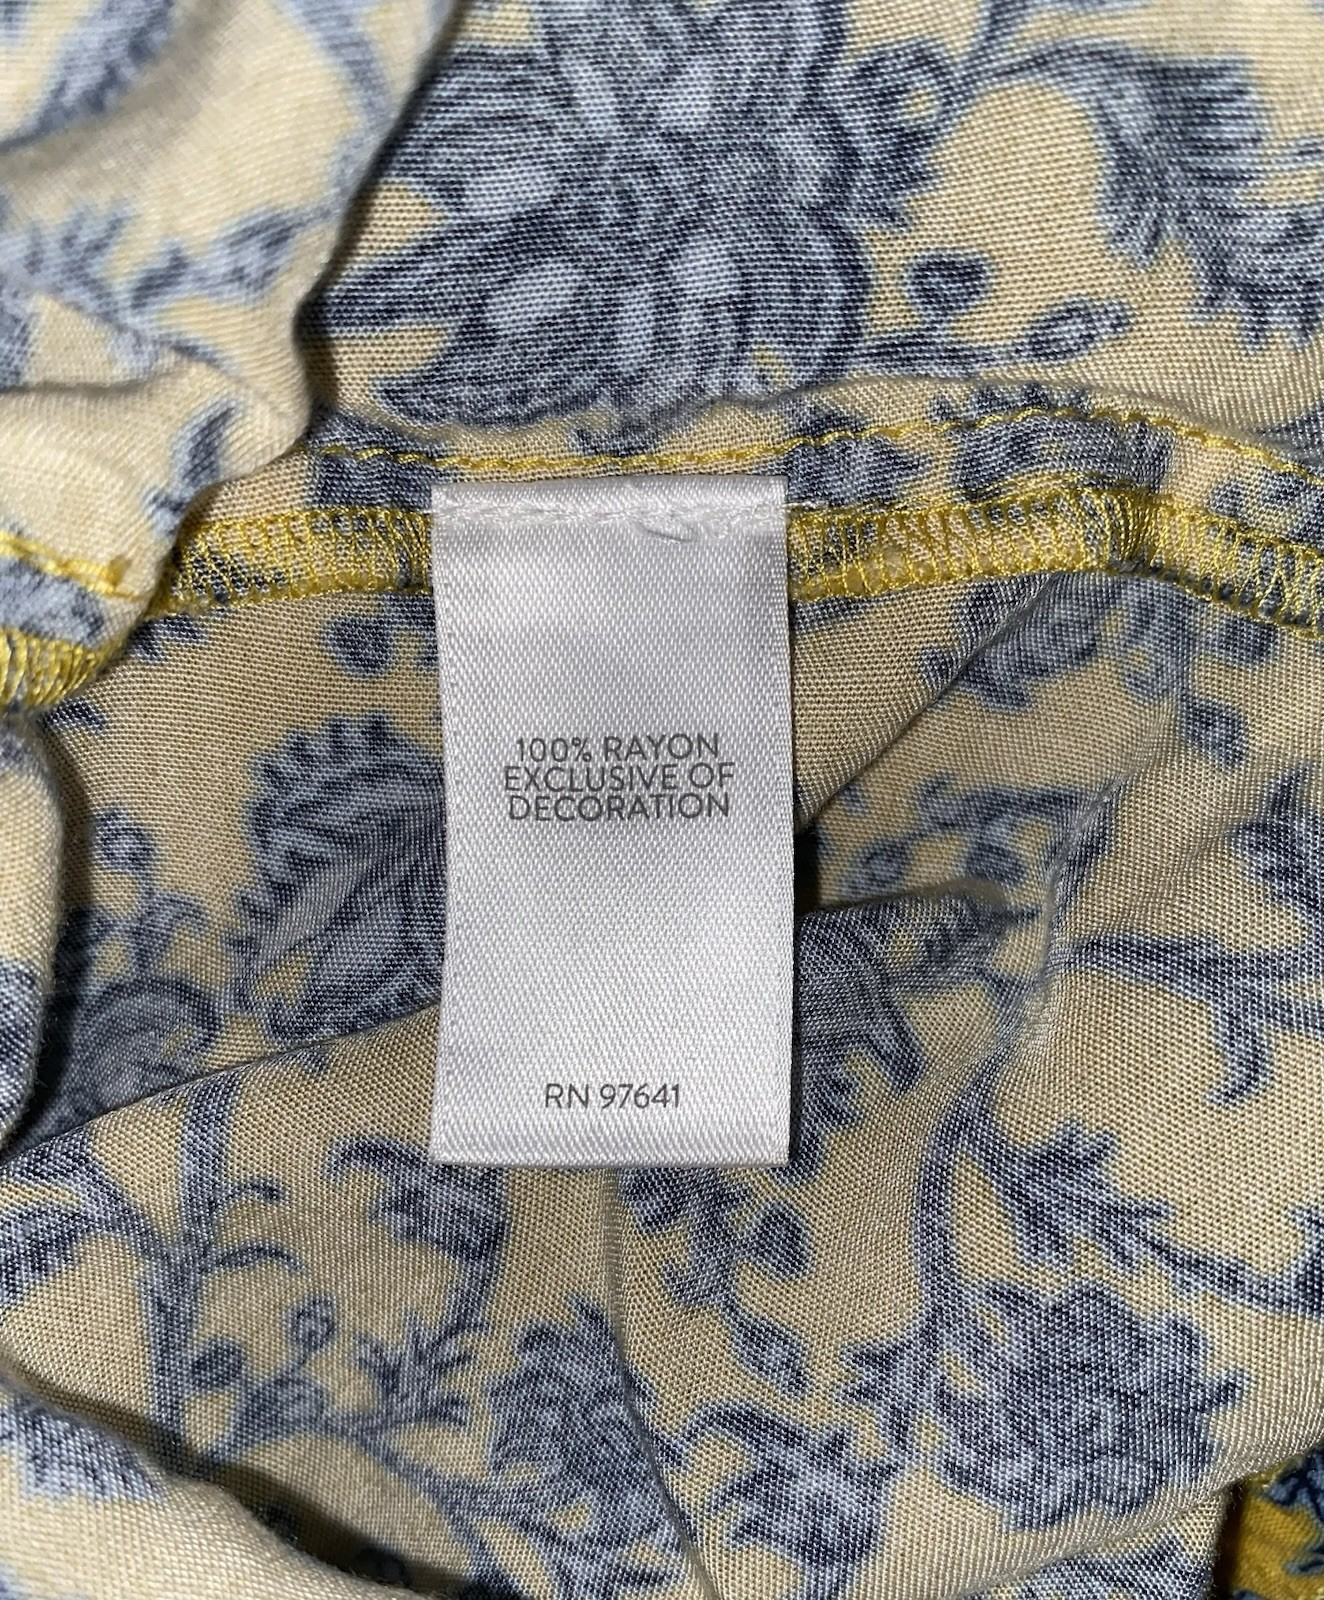 100% RAYON
EXCLUSIVE OF
DECORATION
RN 97641